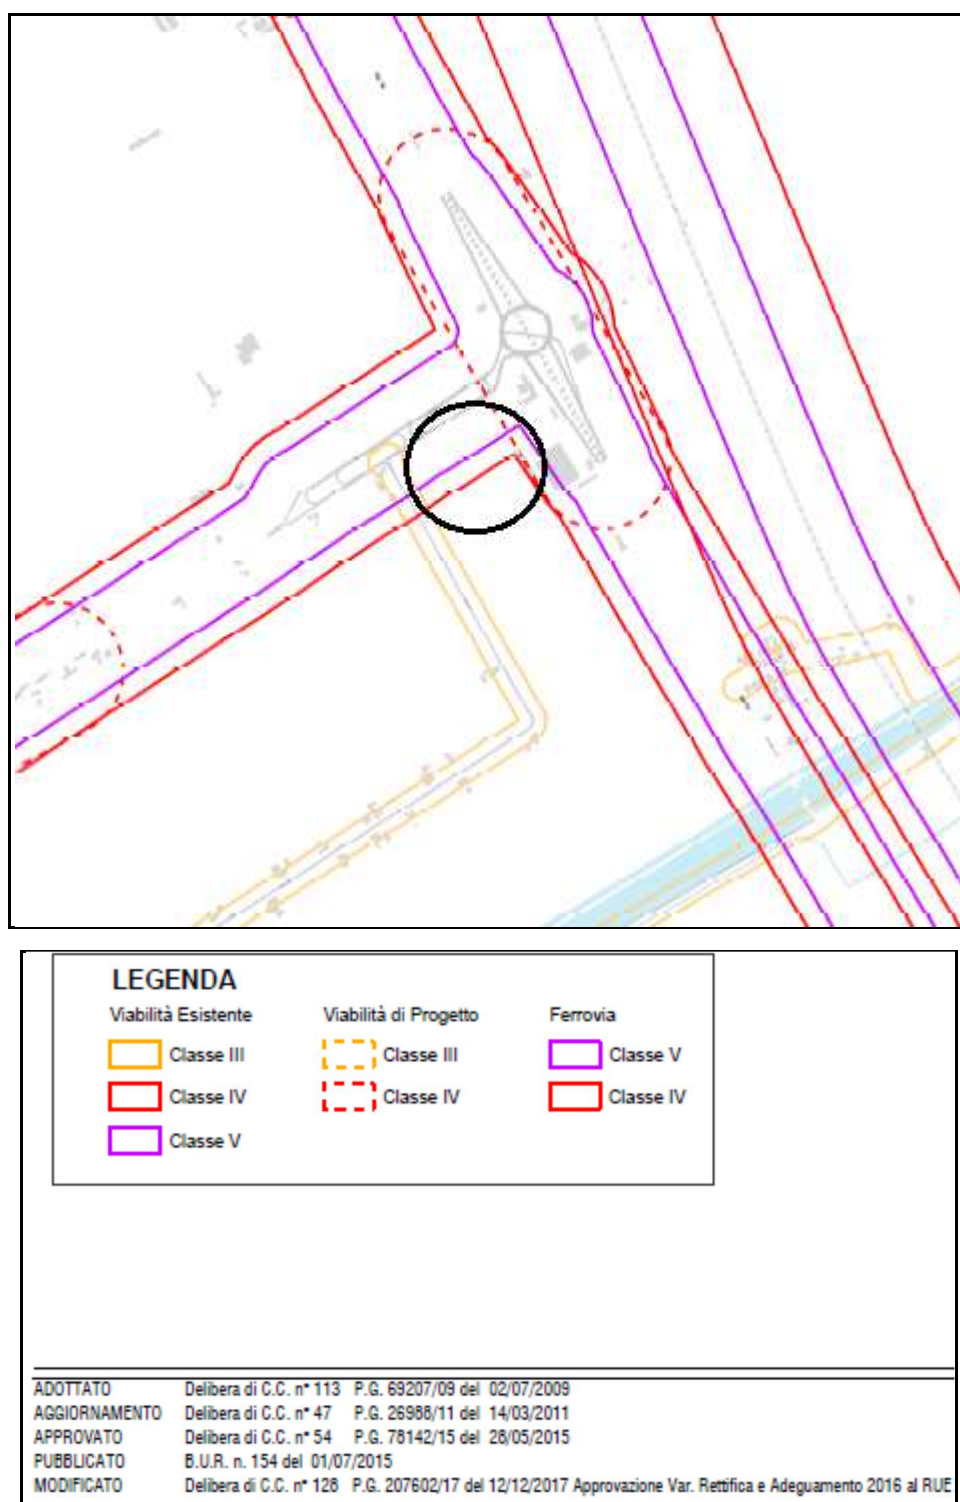 LEGENDA
Viabilità Esistente Viabilità di Progetto Ferrovia
Classe III Classe III Classe V
Classe IV Classe IV Classe IV
Classe V
ADOTTATO Delibera di C.C. n° 113 P.G. 69207/09 del 02/07/2009
AGGIORNAMENTO Delibera di C.C. n° 47 P.G. 26988/11 del 14/03/2011
APPROVATO Delibera di C.C. n° 54 P.G. 78142/15 del 28/05/2015
PUBBLICATO B.U.R. n. 154 del 01/07/2015
MODIFICATO Delibera di C.C. n° 128 P.G. 207602/17 del 12/12/2017 Approvazione Var. Rettifica e Adeguamento 2016 al RUE